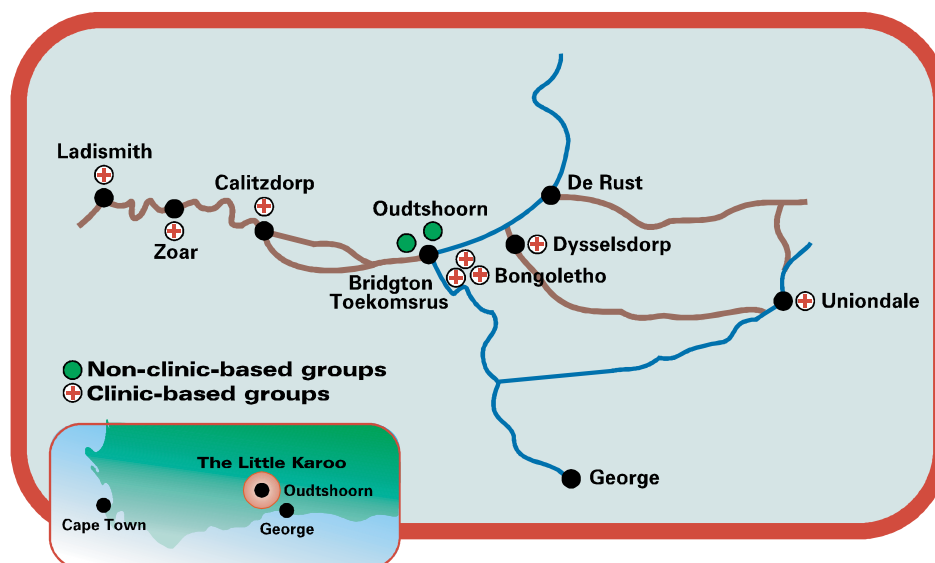 Ladismith
Calitzdorp
Zoar
Oudtshoorn
De Rust
Dysselsdorp
Bridgton
Bongoletho
Toekomsrus
Uniondale
Non-clinic-based groups
Clinic-based groups
The Little Karoo
Oudtshoorn
Cape Town
George
George